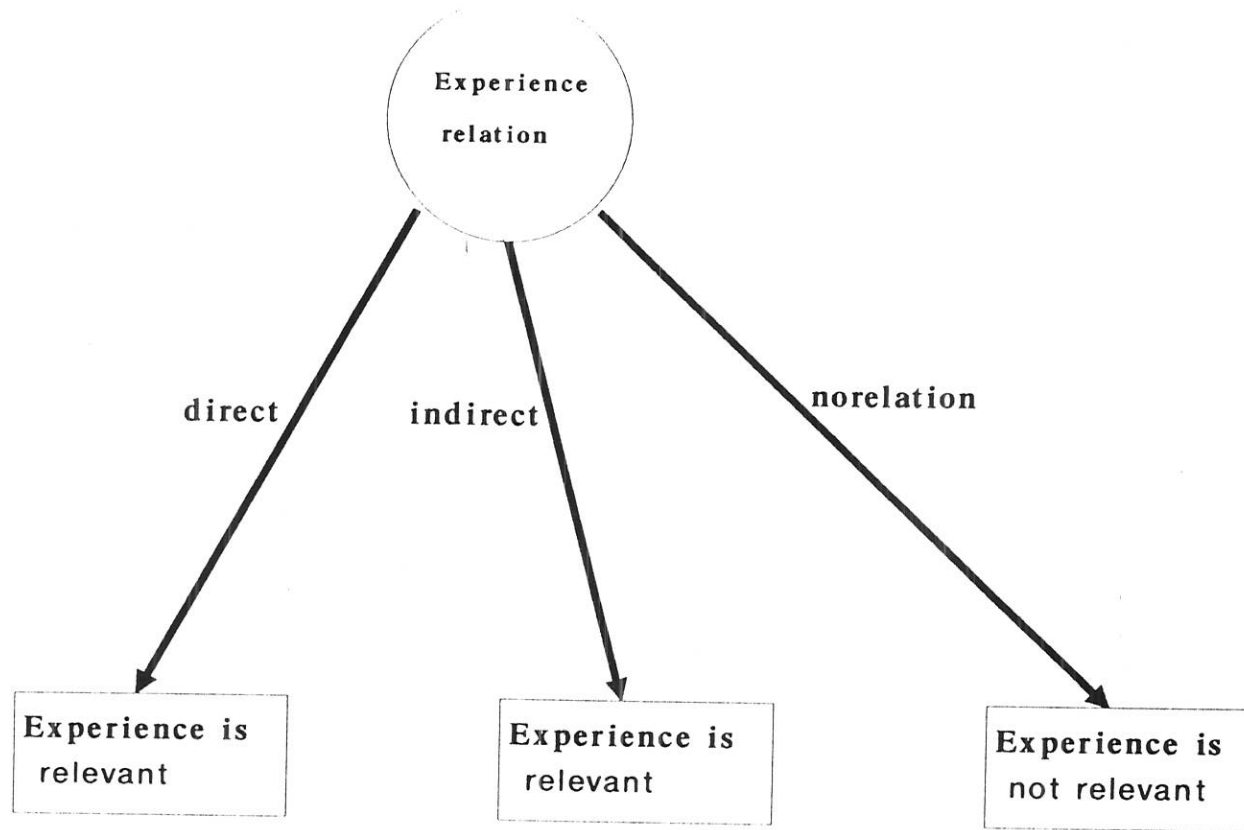 Experience
relation
direct
indirect
norelation
Experience is
relevant
Experience is
relevant
Experience is
not relevant